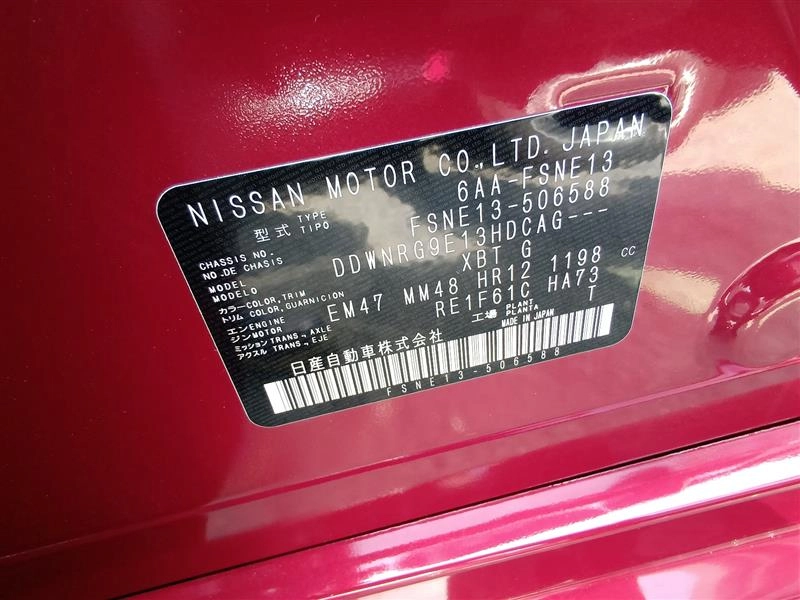 NISSAN MOTOR CO.,LTD. JAPAN
型式 TYPE TIPO 6AA-FSNE13
CHASSIS NO. NO.DE CHASIS FSNE13-506588
MODEL MODELO DDWNRG9E13HDCAG---
カラー COLOR,TRIM トリム COLOR,GUARNICION XBT G
エンジン ENGINE MOTOR EM47 MM48 HR12 1198 CC
ミッション TRANS.,AXLE アクスル TRANS.,EJE RE1F61C HA73
工場 PLANT PLANTA T
日産自動車株式会社 MADE IN JAPAN
FSNE13-506588